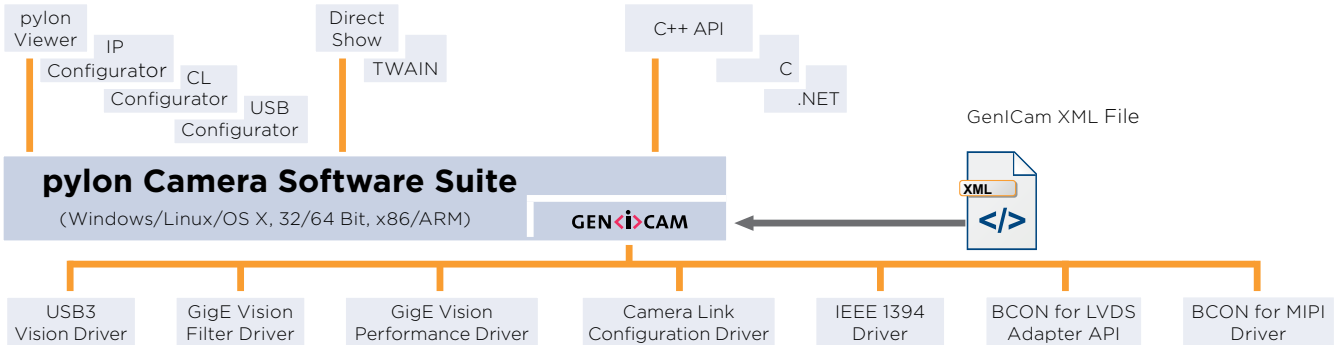 pylon
Viewer
IP
Configurator
CL
Configurator
USB
Configurator
Direct
Show
TWAIN
C++ API
C
.NET
GenICam XML File
XML
</>
pylon Camera Software Suite
(Windows/Linux/OS X, 32/64 Bit, x86/ARM)
GEN<i>CAM
USB3
Vision Driver
GigE Vision
Filter Driver
GigE Vision
Performance Driver
Camera Link
Configuration Driver
IEEE 1394
Driver
BCON for LVDS
Adapter API
BCON for MIPI
Driver